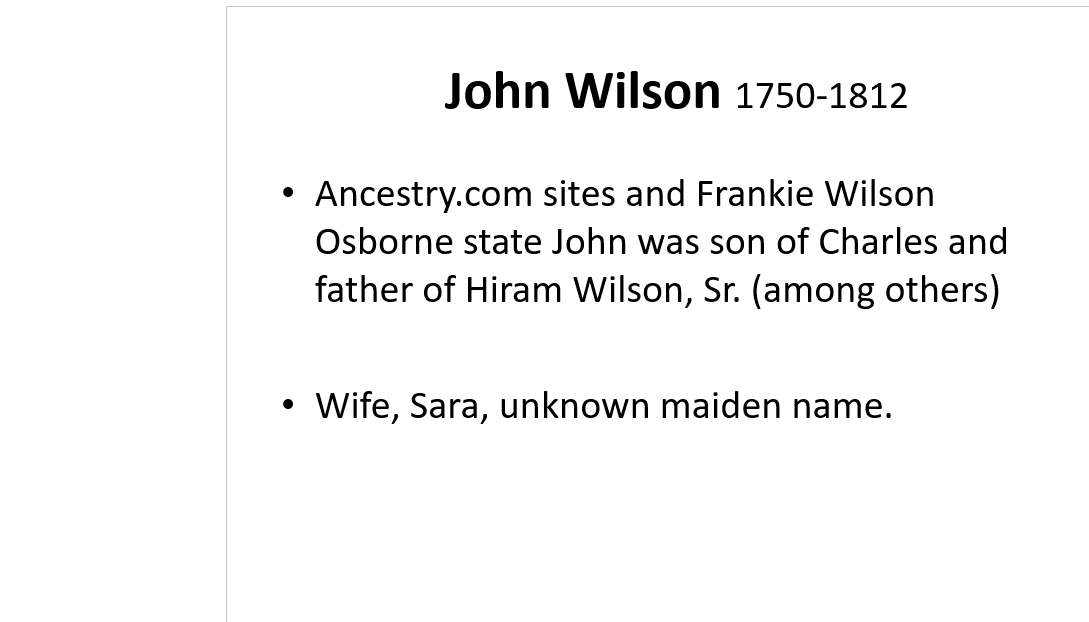 John Wilson 1750-1812
• Ancestry.com sites and Frankie Wilson
Osborne state John was son of Charles and
father of Hiram Wilson, Sr. (among others)
• Wife, Sara, unknown maiden name.